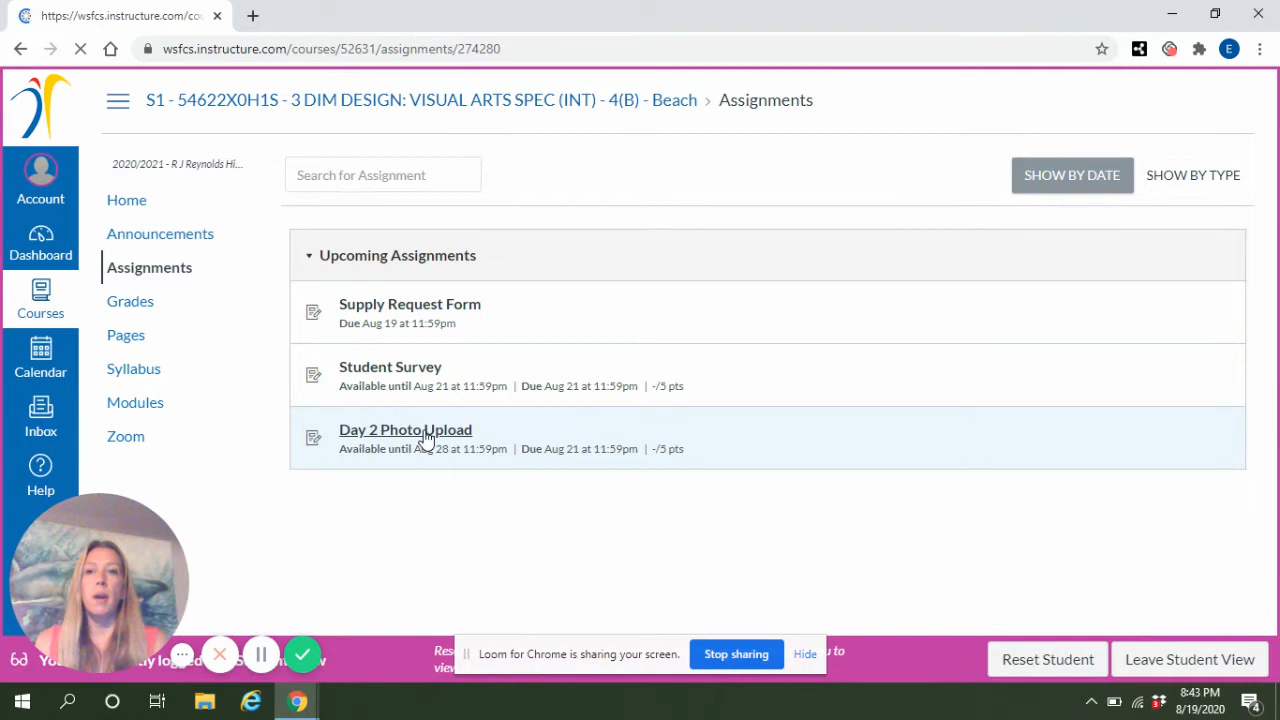 https://wsfcs.instructure.com/cou
wsfcs.instructure.com/courses/52631/assignments/274280
E
S1 - 54622X0H1S - 3 DIM DESIGN: VISUAL ARTS SPEC (INT) - 4(B) - Beach › Assignments
2020/2021 - R J Reynolds Hi...
Account
Dashboard
Courses
Calendar
Inbox
Help
Home
Announcements
Assignments
Grades
Pages
Syllabus
Modules
Zoom
Search for Assignment
SHOW BY DATE
SHOW BY TYPE
Upcoming Assignments
Supply Request Form
Due Aug 19 at 11:59pm
Student Survey
Available until Aug 21 at 11:59pm | Due Aug 21 at 11:59pm | -/5 pts
Day 2 Photo Upload
Available until Aug 28 at 11:59pm | Due Aug 21 at 11:59pm | -/5 pts
Loom for Chrome is sharing your screen.
Stop sharing
Hide
Reset Student
Leave Student View
8:43 PM
8/19/2020
3
4